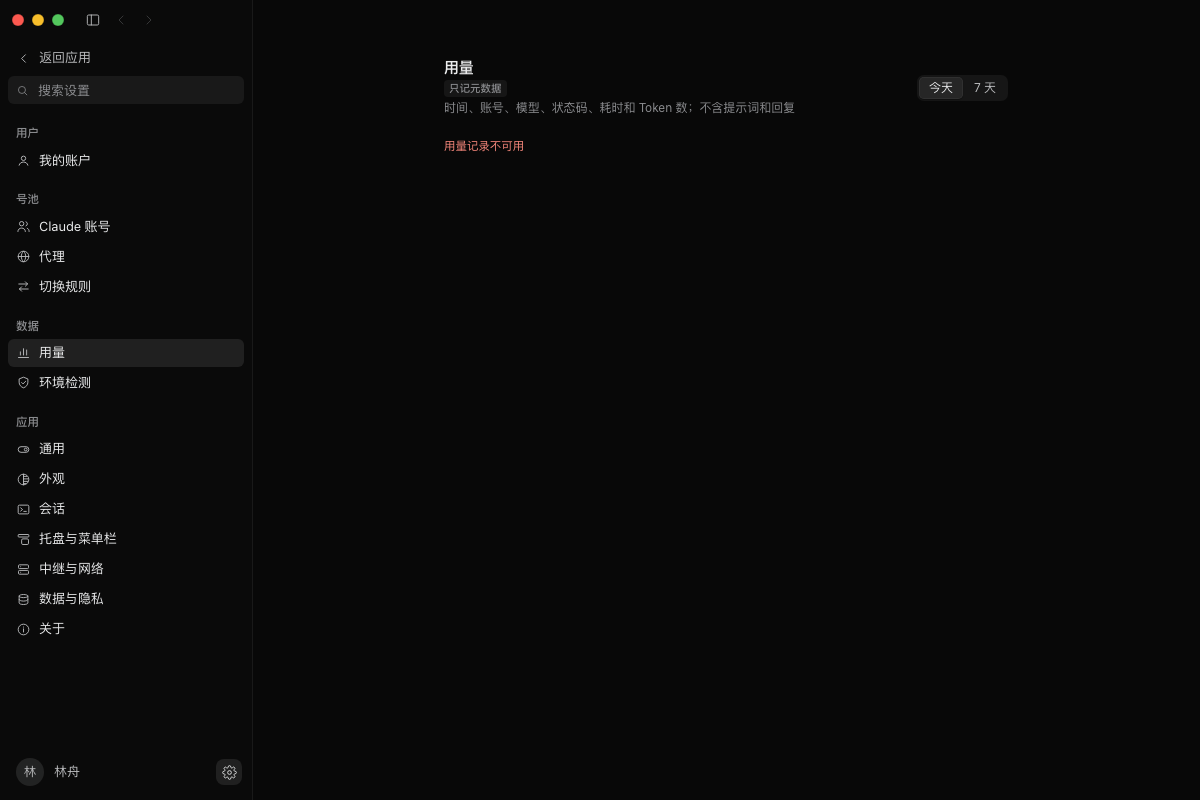 返回应用
搜索设置
用户
我的账户
号池
Claude 账号
代理
切换规则
数据
用量
环境检测
应用
通用
外观
会话
托盘与菜单栏
中继与网络
数据与隐私
关于
林
林舟
用量
只记元数据
时间、账号、模型、状态码、耗时和 Token 数；不含提示词和回复
今天
7 天
用量记录不可用